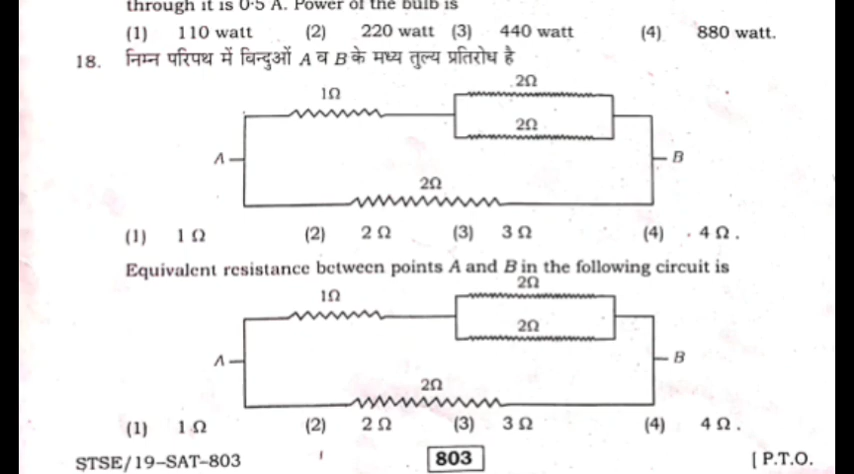 through it is 0·5 A. Power of the bulb is
(1) 110 watt (2) 220 watt (3) 440 watt (4) 880 watt.
18. निम्न परिपथ में बिन्दुओं A व B के मध्य तुल्य प्रतिरोध है
2Ω
1Ω
2Ω
A B
2Ω
(1) 1 Ω (2) 2 Ω (3) 3 Ω (4) 4 Ω .
Equivalent resistance between points A and B in the following circuit is
2Ω
1Ω
2Ω
A B
2Ω
(1) 1 Ω (2) 2 Ω (3) 3 Ω (4) 4 Ω .
STSE/19–SAT–803 803 [ P.T.O.